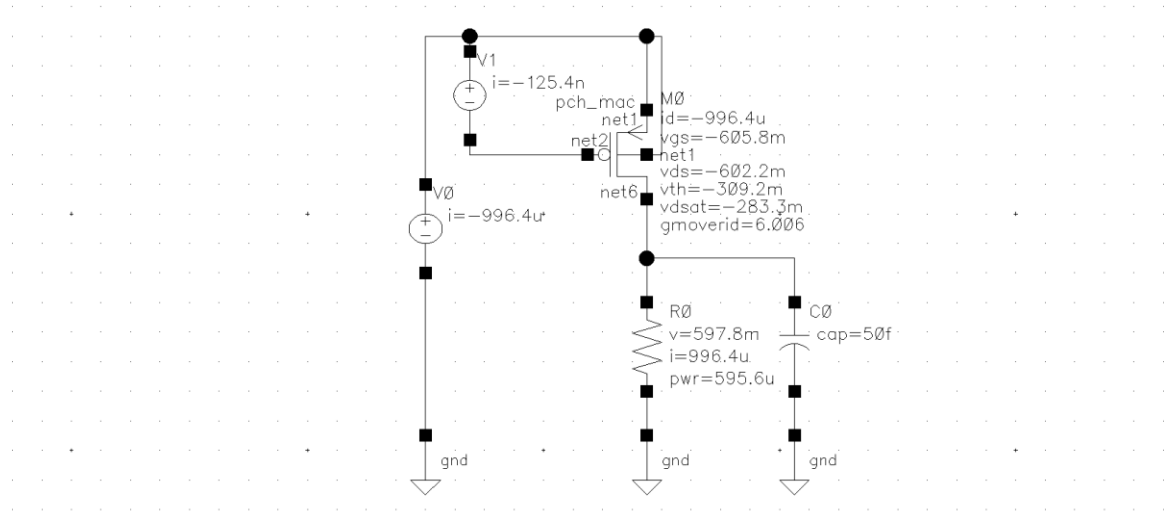 V1
i=-125.4n
pch_mac
net1
net2
net6
M0
id=-996.4u
vgs=-605.8m
net1
vds=-602.2m
vth=-309.2m
vdsat=-283.3m
gmoverid=6.006
V0
i=-996.4u
R0
v=597.8m
i=996.4u
pwr=595.6u
C0
cap=50f
gnd
gnd
gnd